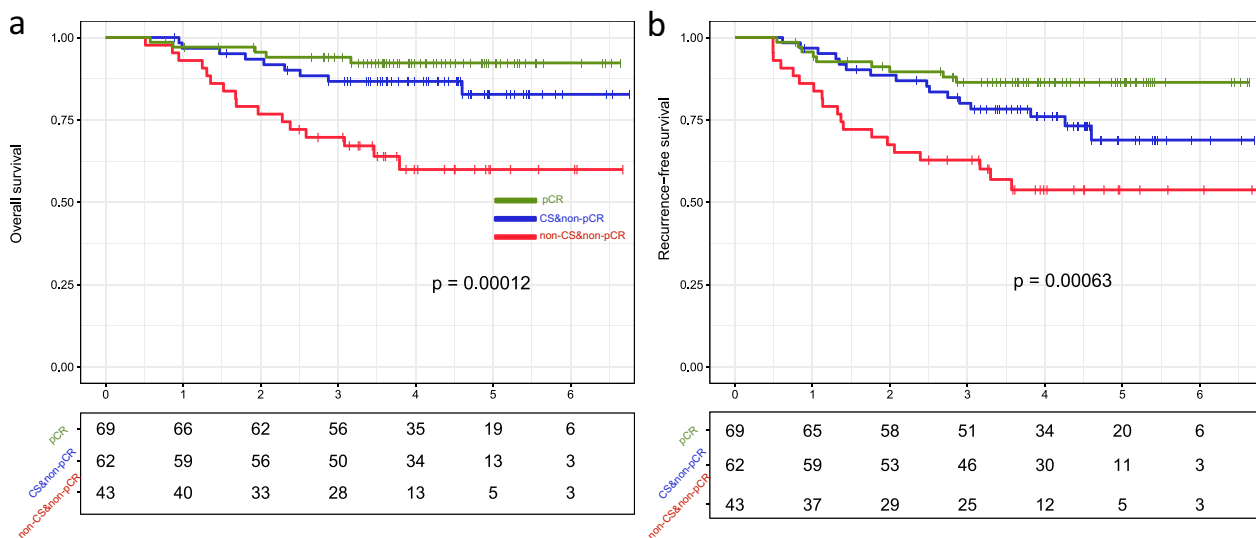 a
Overall survival
1.00
0.75
0.50
0.25
0.00
pCR
CS&non-pCR
non-CS&non-pCR
p = 0.00012
0 1 2 3 4 5 6
pCR 69 66 62 56 35 19 6
CS&non-pCR 62 59 56 50 34 13 3
non-CS&non-pCR 43 40 33 28 13 5 3
b
Recurrence-free survival
1.00
0.75
0.50
0.25
0.00
p = 0.00063
0 1 2 3 4 5 6
pCR 69 65 58 51 34 20 6
CS&non-pCR 62 59 53 46 30 11 3
non-CS&non-pCR 43 37 29 25 12 5 3